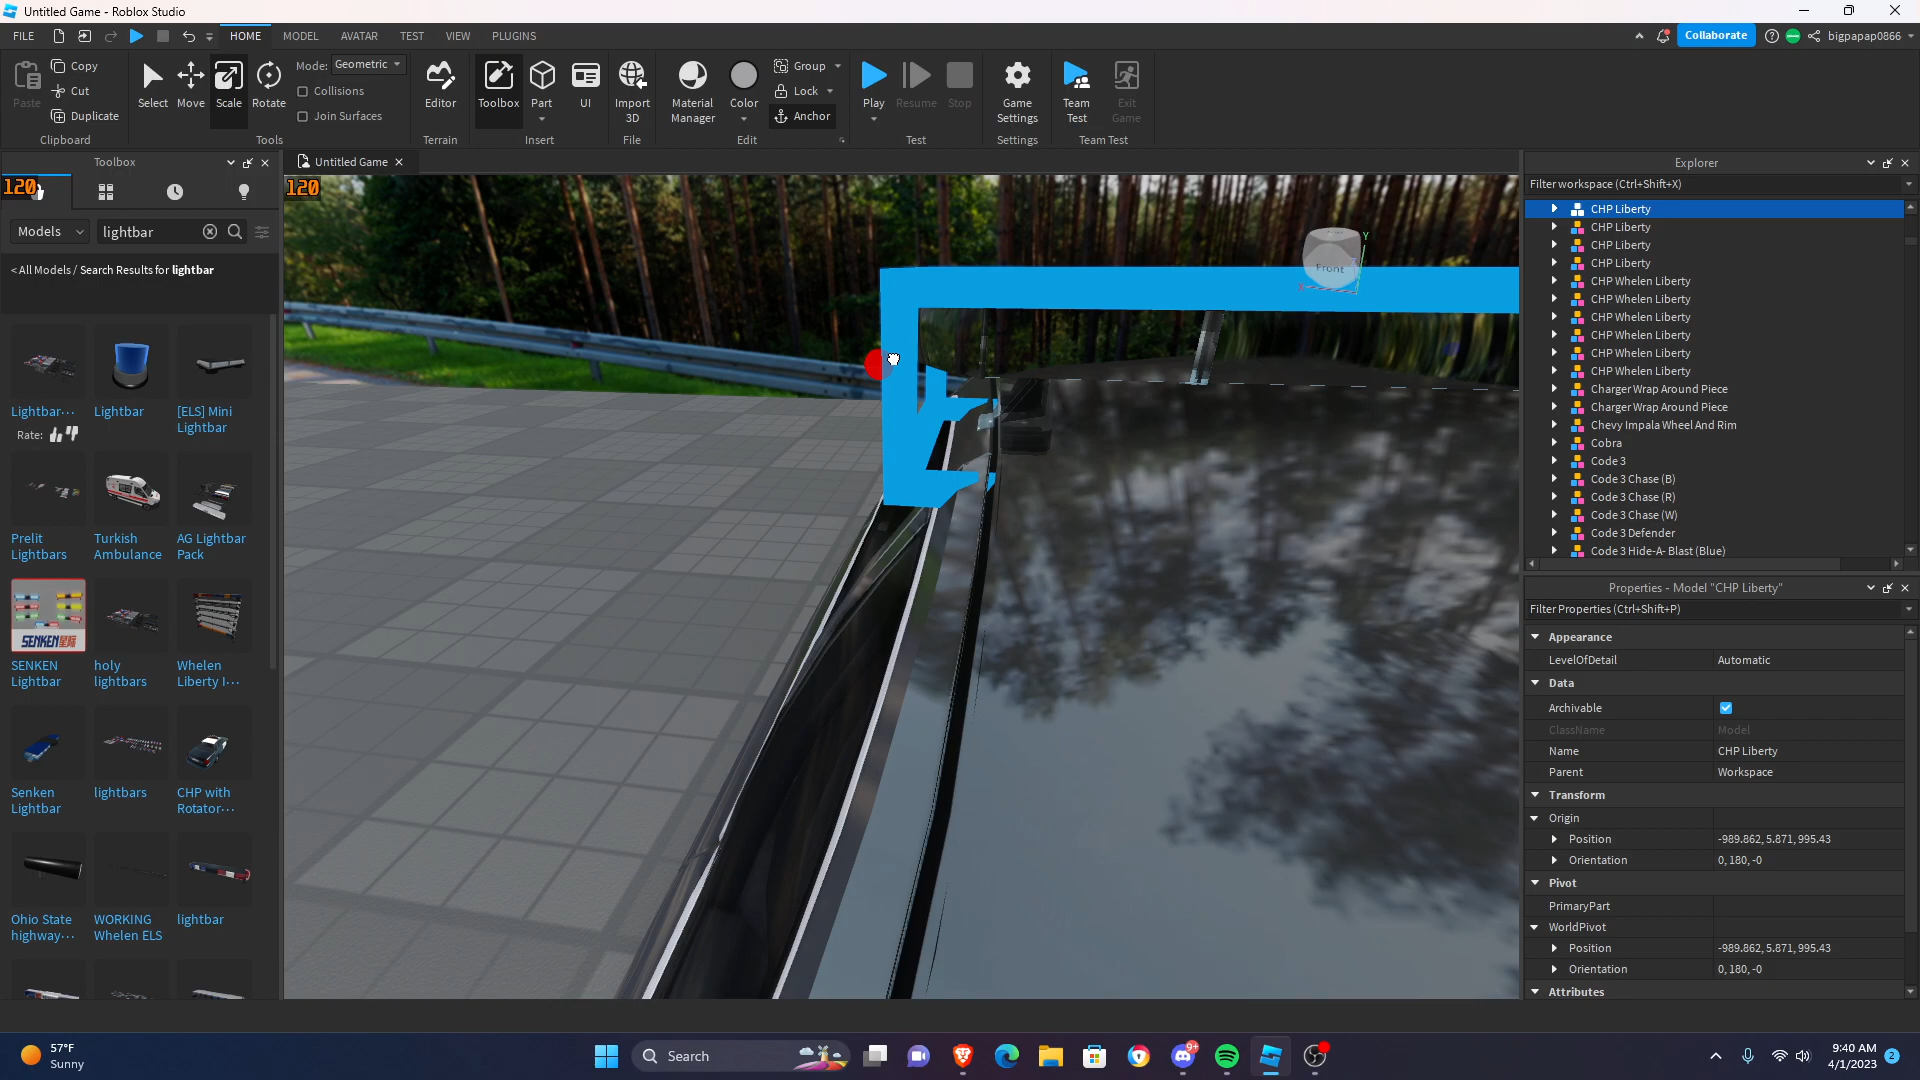 Untitled Game - Roblox Studio
FILE
HOME
MODEL
AVATAR
TEST
VIEW
PLUGINS
Collaborate
bigpapap0866
Paste
Copy
Cut
Duplicate
Select
Move
Scale
Rotate
Mode:
Geometric
Collisions
Join Surfaces
Editor
Toolbox
Part
UI
Import
3D
Material
Manager
Color
Group
Lock
Anchor
Play
Resume
Stop
Game
Settings
Team
Test
Exit
Game
Clipboard
Tools
Terrain
Insert
File
Edit
Test
Settings
Team Test
Toolbox
Untitled Game
120
120
Models
lightbar
< All Models / Search Results for lightbar
Lightbar...
Rate:
Lightbar
[ELS] Mini
Lightbar
Prelit
Lightbars
Turkish
Ambulance
AG Lightbar
Pack
SENKEN星际
SENKEN
Lightbar
holy
lightbars
Whelen
Liberty I...
Senken
Lightbar
lightbars
CHP with
Rotator...
Ohio State
highway...
WORKING
Whelen ELS
lightbar
Front
Y
X
Explorer
Filter workspace (Ctrl+Shift+X)
CHP Liberty
CHP Liberty
CHP Liberty
CHP Liberty
CHP Whelen Liberty
CHP Whelen Liberty
CHP Whelen Liberty
CHP Whelen Liberty
CHP Whelen Liberty
CHP Whelen Liberty
Charger Wrap Around Piece
Charger Wrap Around Piece
Chevy Impala Wheel And Rim
Cobra
Code 3
Code 3 Chase (B)
Code 3 Chase (R)
Code 3 Chase (W)
Code 3 Defender
Code 3 Hide-A- Blast (Blue)
Properties - Model "CHP Liberty"
Filter Properties (Ctrl+Shift+P)
Appearance
LevelOfDetail Automatic
Data
Archivable
ClassName Model
Name CHP Liberty
Parent Workspace
Transform
Origin
Position -989.862, 5.871, 995.43
Orientation 0, 180, -0
Pivot
PrimaryPart
WorldPivot
Position -989.862, 5.871, 995.43
Orientation 0, 180, -0
Attributes
57°F
Sunny
Search
9+
9:40 AM
4/1/2023
2